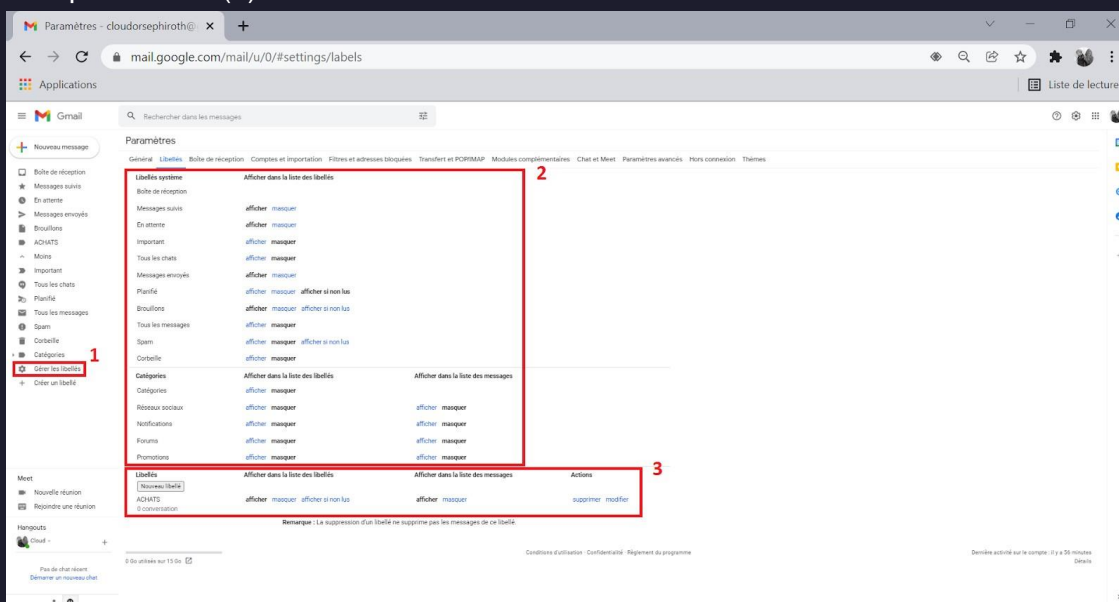 Paramètres - cloudorsephiroth@
mail.google.com/mail/u/0/#settings/labels
Applications
Liste de lecture
Gmail
Rechercher dans les messages
Nouveau message
Boîte de réception
Messages suivis
En attente
Messages envoyés
Brouillons
ACHATS
Moins
Important
Tous les chats
Planifié
Tous les messages
Spam
Corbeille
Catégories
1
Gérer les libellés
Créer un libellé
Meet
Nouvelle réunion
Rejoindre une réunion
Hangouts
Cloud
Pas de chat récent
Démarrer un nouveau chat
Paramètres
Général Libellés Boîte de réception Comptes et importation Filtres et adresses bloquées Transfert et POP/IMAP Modules complémentaires Chat et Meet Paramètres avancés Hors connexion Thèmes
2
Libellés système Afficher dans la liste des libellés
Boîte de réception
Messages suivis afficher masquer
En attente afficher masquer
Important afficher masquer
Tous les chats afficher masquer
Messages envoyés afficher masquer
Planifié afficher masquer afficher si non lus
Brouillons afficher masquer afficher si non lus
Tous les messages afficher masquer
Spam afficher masquer afficher si non lus
Corbeille afficher masquer
Catégories Afficher dans la liste des libellés Afficher dans la liste des messages
Catégories afficher masquer
Réseaux sociaux afficher masquer afficher masquer
Notifications afficher masquer afficher masquer
Forums afficher masquer afficher masquer
Promotions afficher masquer afficher masquer
3
Libellés Afficher dans la liste des libellés Afficher dans la liste des messages Actions
Nouveau libellé
ACHATS afficher masquer afficher si non lus afficher masquer supprimer modifier
0 conversation
Remarque : La suppression d'un libellé ne supprime pas les messages de ce libellé.
0 Go utilisés sur 15 Go
Conditions d'utilisation · Confidentialité · Règlement du programme
Dernière activité sur le compte : il y a 56 minutes
Détails